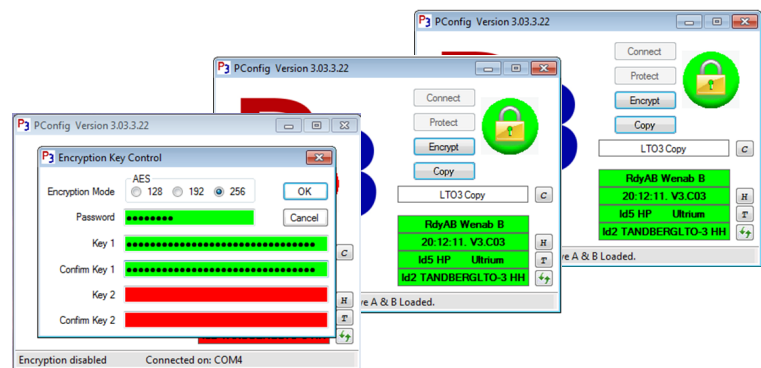 PConfig Version 3.03.3.22
Connect
Protect
Encrypt
Copy
LTO3 Copy
C
RdyAB Wenab B
20:12:11. V3.C03
H
Id5 HP Ultrium
T
Id2 TANDBERGLTO-3 HH
ve A & B Loaded.
PConfig Version 3.03.3.22
Connect
Protect
Encrypt
Copy
LTO3 Copy
C
RdyAB Wenab B
20:12:11. V3.C03
H
Id5 HP Ultrium
T
Id2 TANDBERGLTO-3 HH
ve A & B Loaded.
PConfig Version 3.03.3.22
Encryption Key Control
AES
Encryption Mode 128 192 256 OK
Password Cancel
Key 1
Confirm Key 1
Key 2
Confirm Key 2
C
H
T
Encryption disabled Connected on: COM4